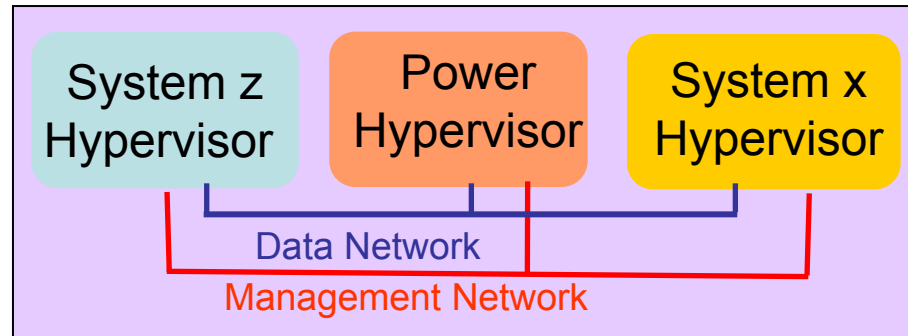 System z
Hypervisor
Power
Hypervisor
System x
Hypervisor
Data Network
Management Network